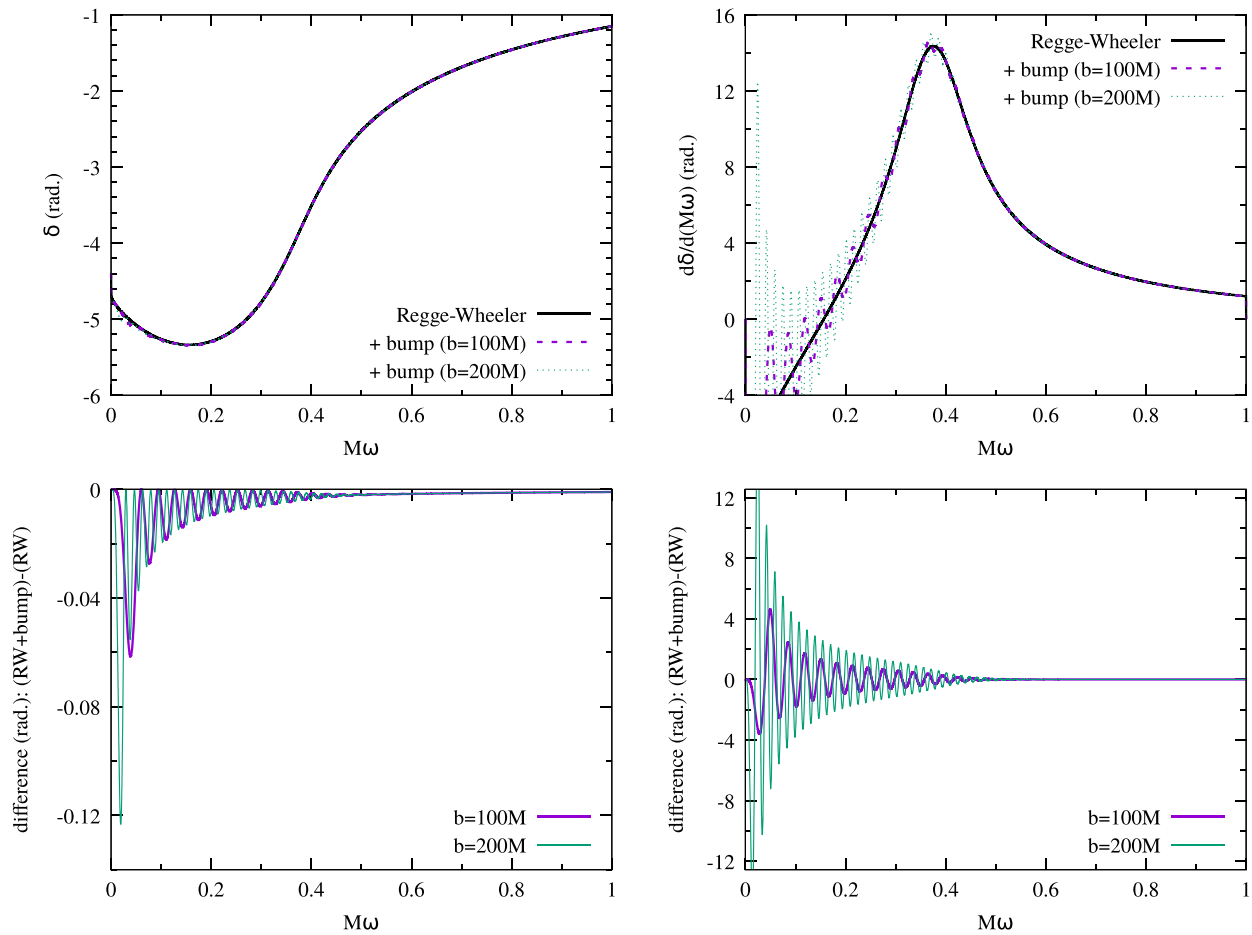 -1
-2
-3
-4
-5
-6
δ (rad.)
Regge-Wheeler
+ bump (b=100M)
+ bump (b=200M)
0 0.2 0.4 0.6 0.8 1
Mω
16
12
8
4
0
-4
dδ/d(Mω) (rad.)
Regge-Wheeler
+ bump (b=100M)
+ bump (b=200M)
0 0.2 0.4 0.6 0.8 1
Mω
0
-0.04
-0.08
-0.12
difference (rad.): (RW+bump)-(RW)
b=100M
b=200M
0 0.2 0.4 0.6 0.8 1
Mω
12
8
4
0
-4
-8
-12
difference (rad.): (RW+bump)-(RW)
b=100M
b=200M
0 0.2 0.4 0.6 0.8 1
Mω